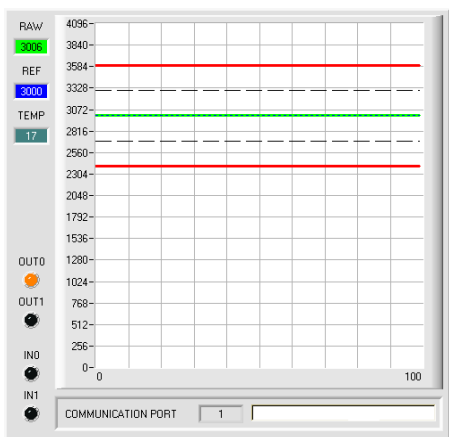 RAW
3006
REF
3000
TEMP
17
OUT0
OUT1
IN0
IN1
4096
3840
3584
3328
3072
2816
2560
2304
2048
1792
1536
1280
1024
768
512
256
0
0 100
COMMUNICATION PORT 1